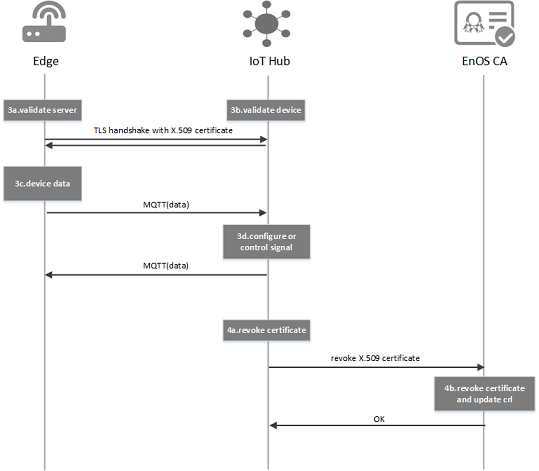 Edge
IoT Hub
EnOS CA
3a.validate server
3b.validate device
TLS handshake with X.509 certificate
3c.device data
MQTT(data)
3d.configure or
control signal
MQTT(data)
4a.revoke certificate
revoke X.509 certificate
4b.revoke certificate
and update crl
OK